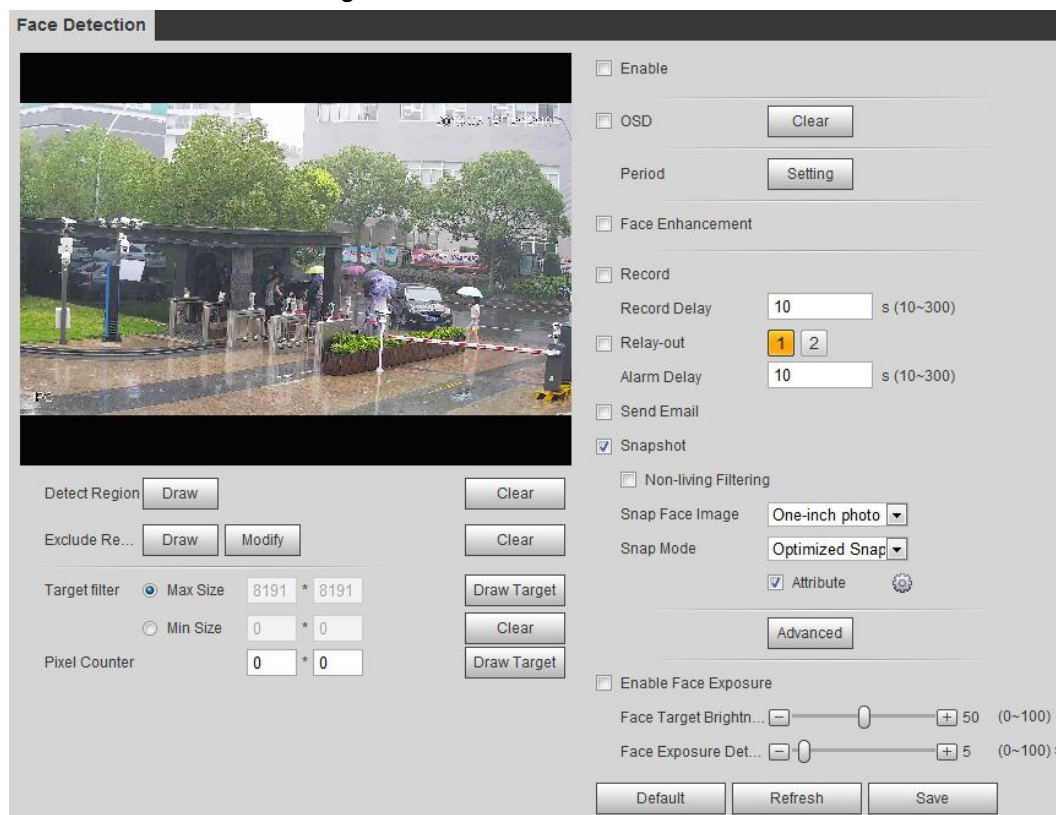 Face Detection
Enable
OSD Clear
Period Setting
Face Enhancement
Record
Record Delay 10 s (10~300)
Relay-out 1 2
Alarm Delay 10 s (10~300)
Send Email
Snapshot
Non-living Filtering
Snap Face Image One-inch photo
Snap Mode Optimized Snap
Attribute
Advanced
Enable Face Exposure
Face Target Brightn... 50 (0~100)
Face Exposure Det... 5 (0~100)
Default Refresh Save
PC
Detect Region Draw Clear
Exclude Re... Draw Modify Clear
Target filter Max Size 8191 * 8191 Draw Target
Min Size 0 * 0 Clear
Pixel Counter 0 * 0 Draw Target